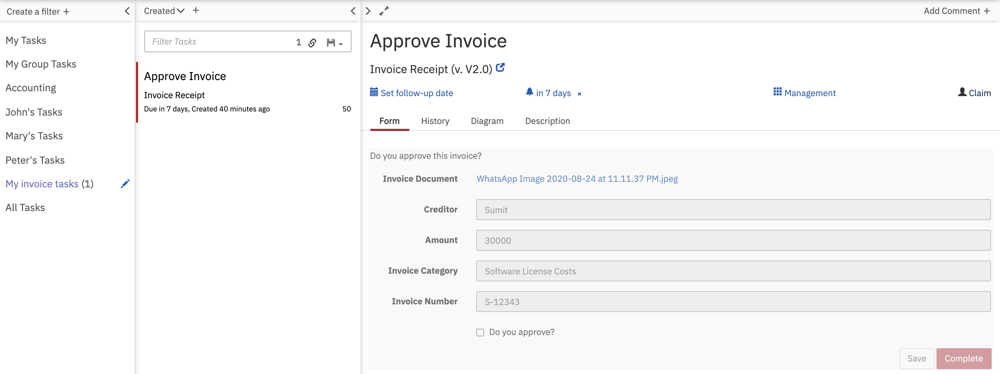 Create a filter +
My Tasks
My Group Tasks
Accounting
John's Tasks
Mary's Tasks
Peter's Tasks
My invoice tasks (1)
All Tasks
Created +
Filter Tasks 1
Approve Invoice
Invoice Receipt
Due in 7 days, Created 40 minutes ago 50
Add Comment +
Approve Invoice
Invoice Receipt (v. V2.0)
Set follow-up date in 7 days × Management Claim
Form History Diagram Description
Do you approve this invoice?
Invoice Document WhatsApp Image 2020-08-24 at 11.11.37 PM.jpeg
Creditor Sumit
Amount 30000
Invoice Category Software License Costs
Invoice Number S-12343
Do you approve?
Save Complete